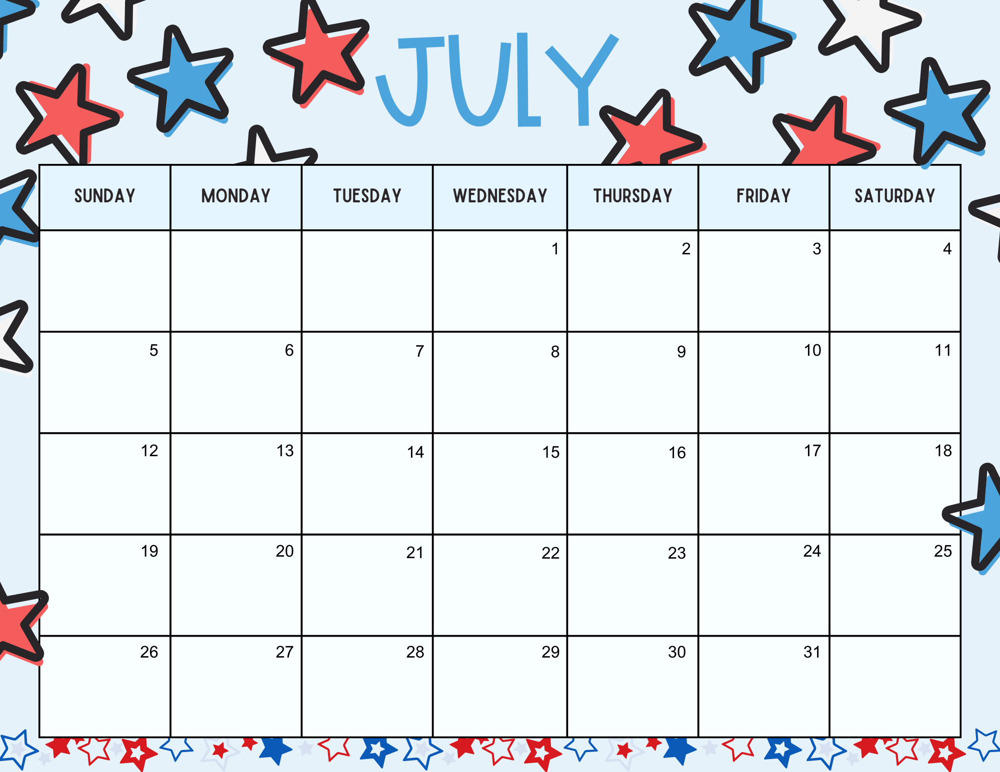 JULY
SUNDAY MONDAY TUESDAY WEDNESDAY THURSDAY FRIDAY SATURDAY
1 2 3 4
5 6 7 8 9 10 11
12 13 14 15 16 17 18
19 20 21 22 23 24 25
26 27 28 29 30 31